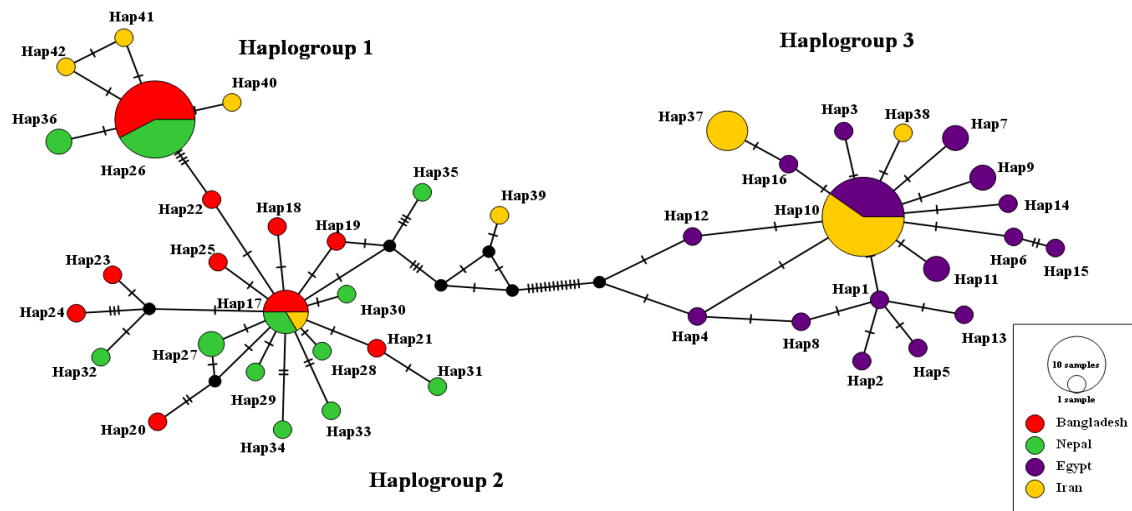 Hap41
Hap42
Haplogroup 1
Haplogroup 3
Hap40
Hap36
Hap26
Hap37
Hap3
Hap38
Hap7
Hap16
Hap9
Hap35
Hap39
Hap22
Hap18
Hap19
Hap12
Hap10
Hap14
Hap25
Hap6
Hap15
Hap23
Hap11
Hap24
Hap17
Hap30
Hap1
Hap4
Hap8
Hap13
Hap21
Hap27
Hap28
Hap31
Hap32
Hap29
Hap2
Hap5
Hap20
Hap34
Hap33
Haplogroup 2
10 samples
1 sample
Bangladesh
Nepal
Egypt
Iran